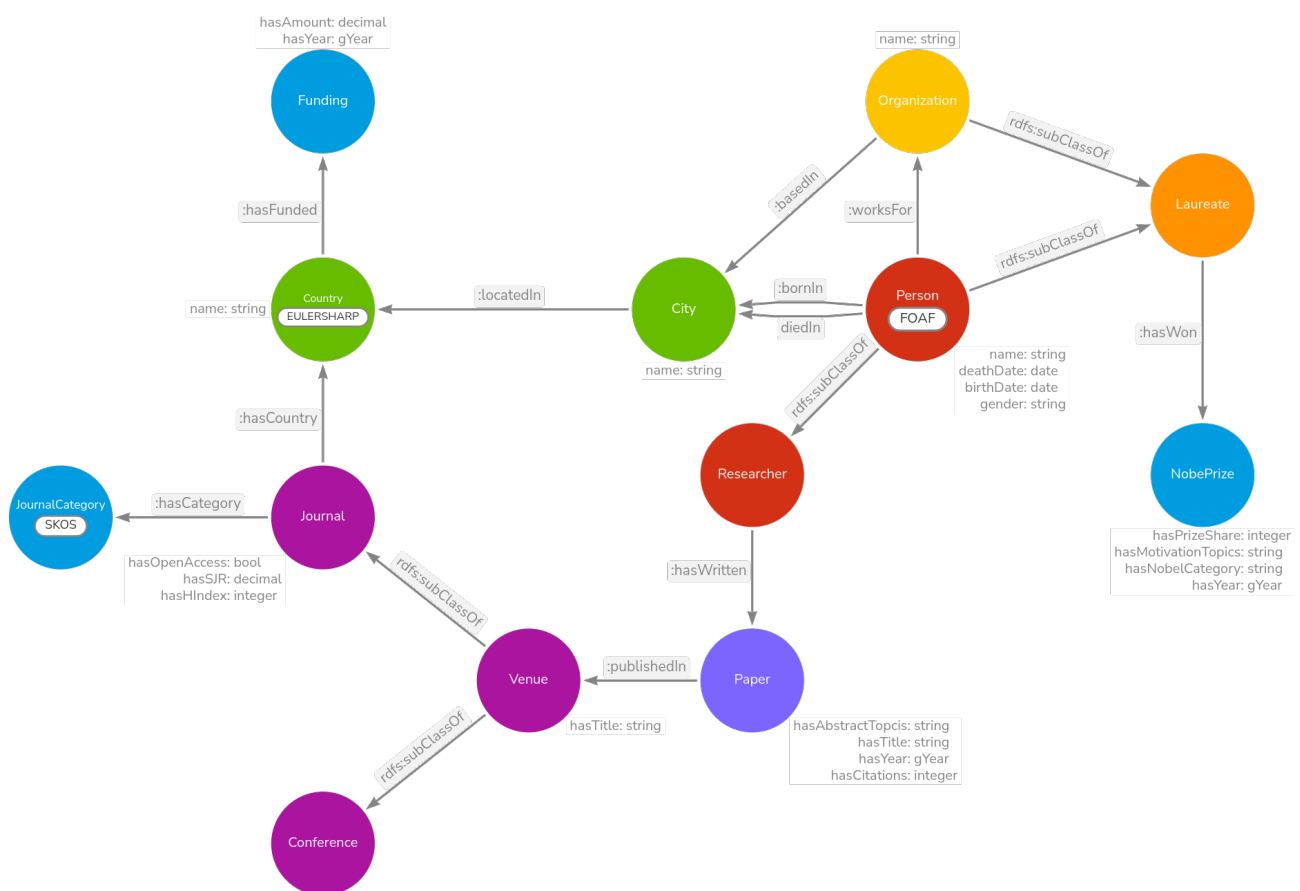 hasAmount: decimal
hasYear: gYear
Funding
name: string
Organization
rdfs:subClassOf
Laureate
:basedIn
:hasFunded
:worksFor
rdfs:subClassOf
Country
EULERSHARP
name: string
:locatedIn
City
name: string
:bornIn
diedIn
Person
FOAF
name: string
deathDate: date
birthDate: date
gender: string
:hasWon
rdfs:subClassOf
:hasCountry
Researcher
NobePrize
hasPrizeShare: integer
hasMotivationTopics: string
hasNobelCategory: string
hasYear: gYear
JournalCategory
SKOS
:hasCategory
Journal
hasOpenAccess: bool
hasSJR: decimal
hasHIndex: integer
:hasWritten
rdfs:subClassOf
Venue
hasTitle: string
:publishedIn
Paper
hasAbstractTopcis: string
hasTitle: string
hasYear: gYear
hasCitations: integer
rdfs:subClassOf
Conference